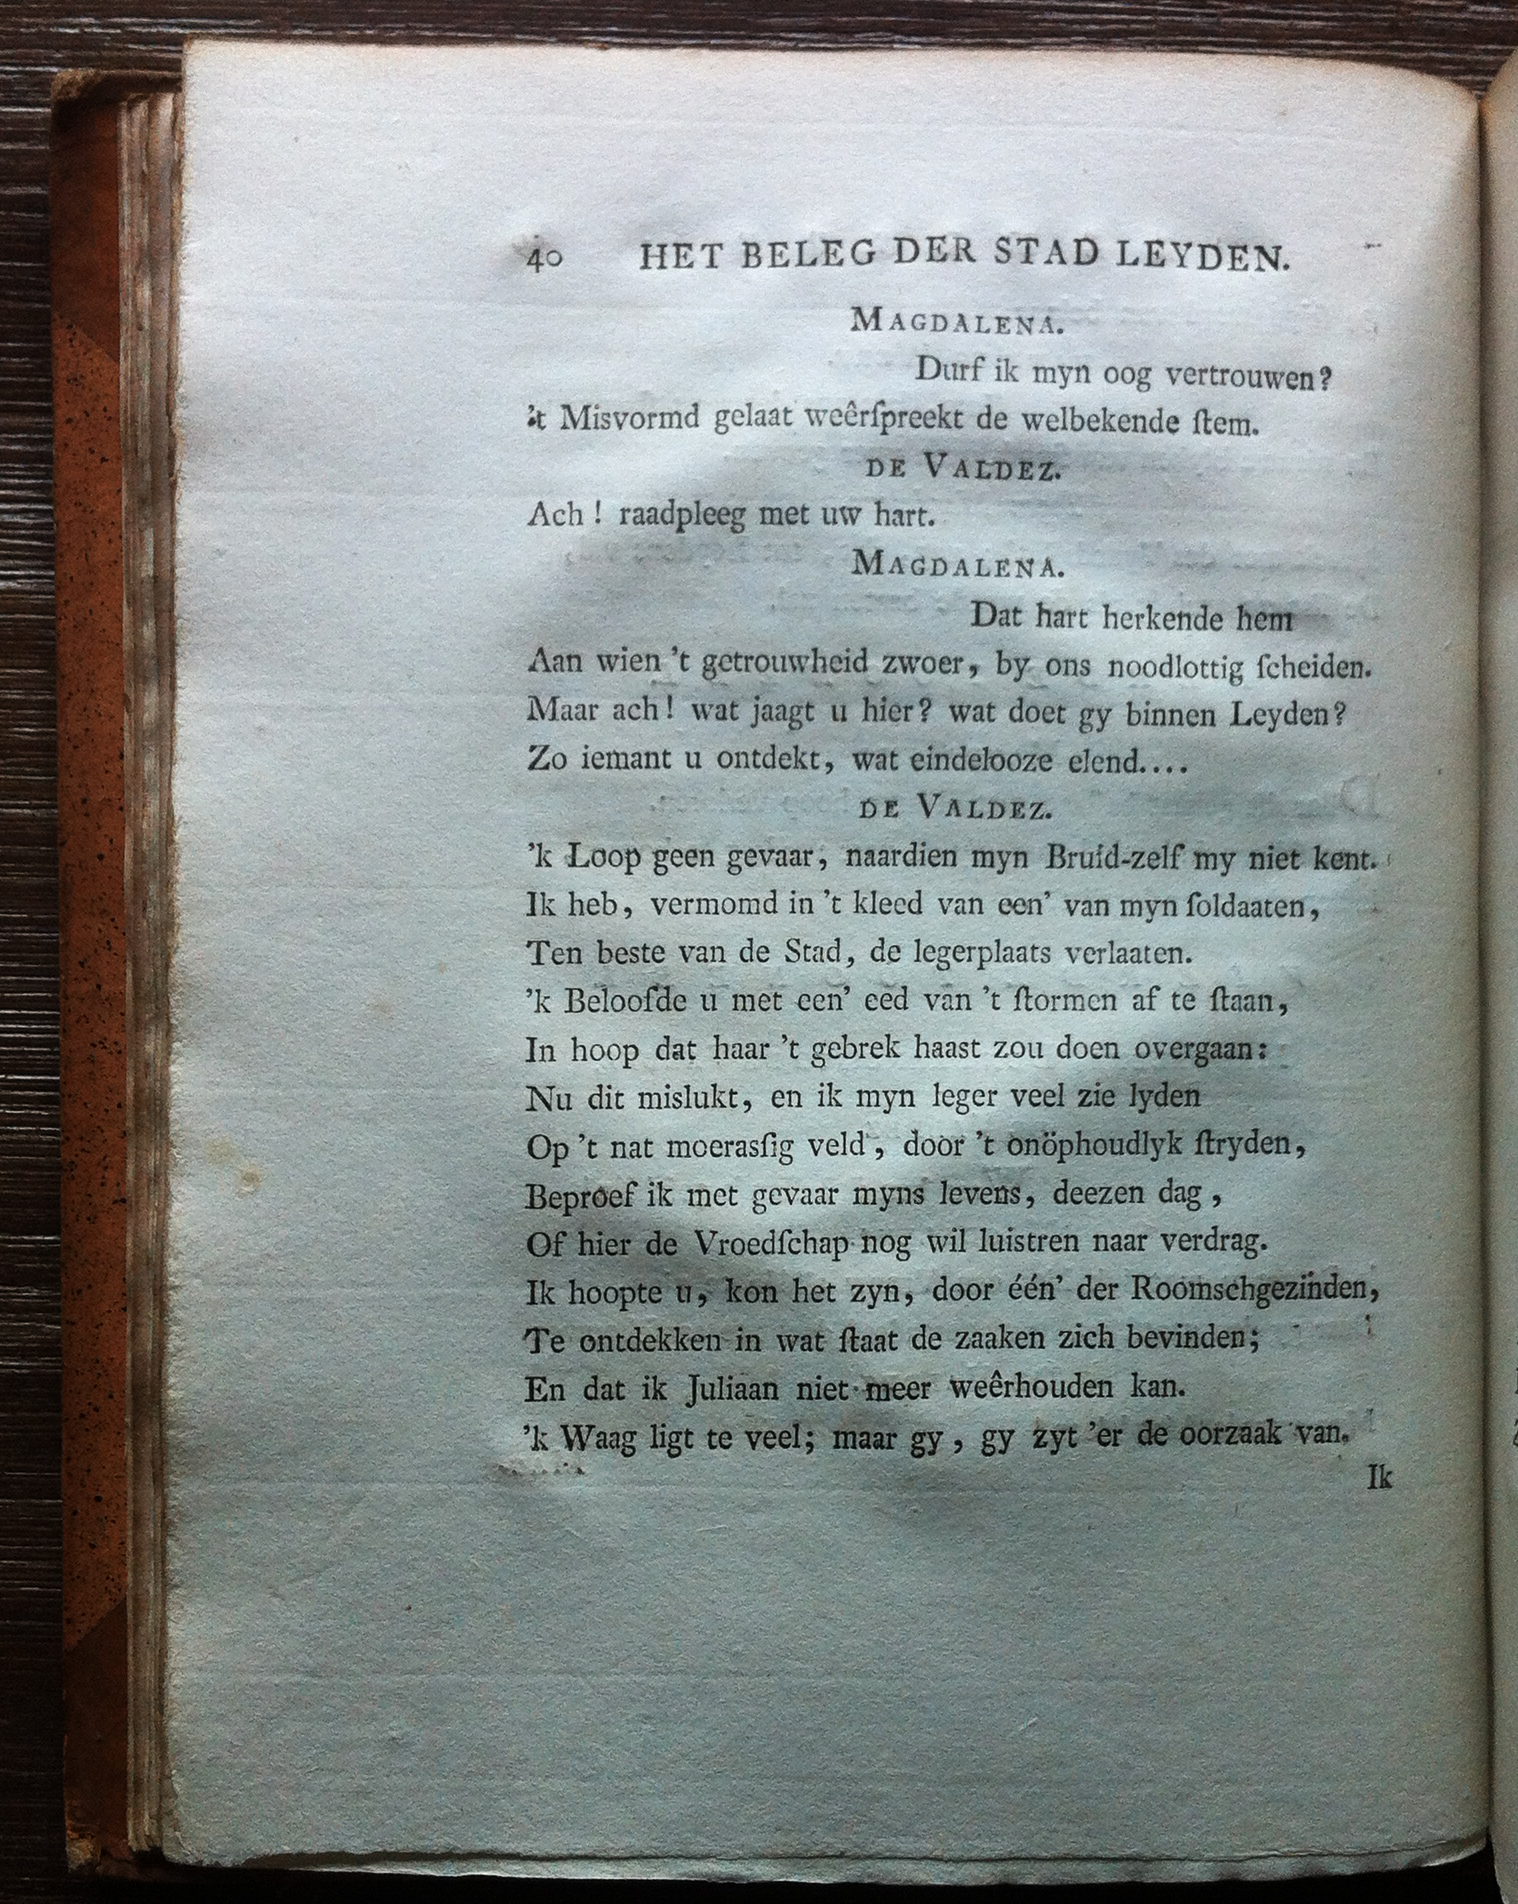 40 HET BELEG DER STAD LEYDEN.
MAGDALENA.
Durf ik myn oog vertrouwen?
't Misvormd gelaat weêrſpreekt de welbekende ſtem.
DE VALDEZ.
Ach! raadpleeg met uw hart.
MAGDALENA.
Dat hart herkende hem
Aan wien 't getrouwheid zwoer, by ons noodlottig ſcheiden.
Maar ach! wat jaagt u hier? wat doet gy binnen Leyden?
Zo iemant u ontdekt, wat eindelooze elend....
DE VALDEZ.
'k Loop geen gevaar, naardien myn Bruid-zelf my niet kent.
Ik heb, vermomd in 't kleed van een' van myn ſoldaaten,
Ten beste van de Stad, de legerplaats verlaaten.
'k Beloofde u met een' eed van 't ſtormen af te ſtaan,
In hoop dat haar 't gebrek haast zou doen overgaan:
Nu dit mislukt, en ik myn leger veel zie lyden
Op 't nat moerasſig veld, door 't onöphoudlyk ſtryden,
Beproef ik met gevaar myns levens, deezen dag,
Of hier de Vroedſchap nog wil luistren naar verdrag.
Ik hoopte u, kon het zyn, door één' der Roomschgezinden,
Te ontdekken in wat ſtaat de zaaken zich bevinden;
En dat ik Juliaan niet meer weêrhouden kan.
'k Waag ligt te veel; maar gy, gy zyt 'er de oorzaak van.
Ik